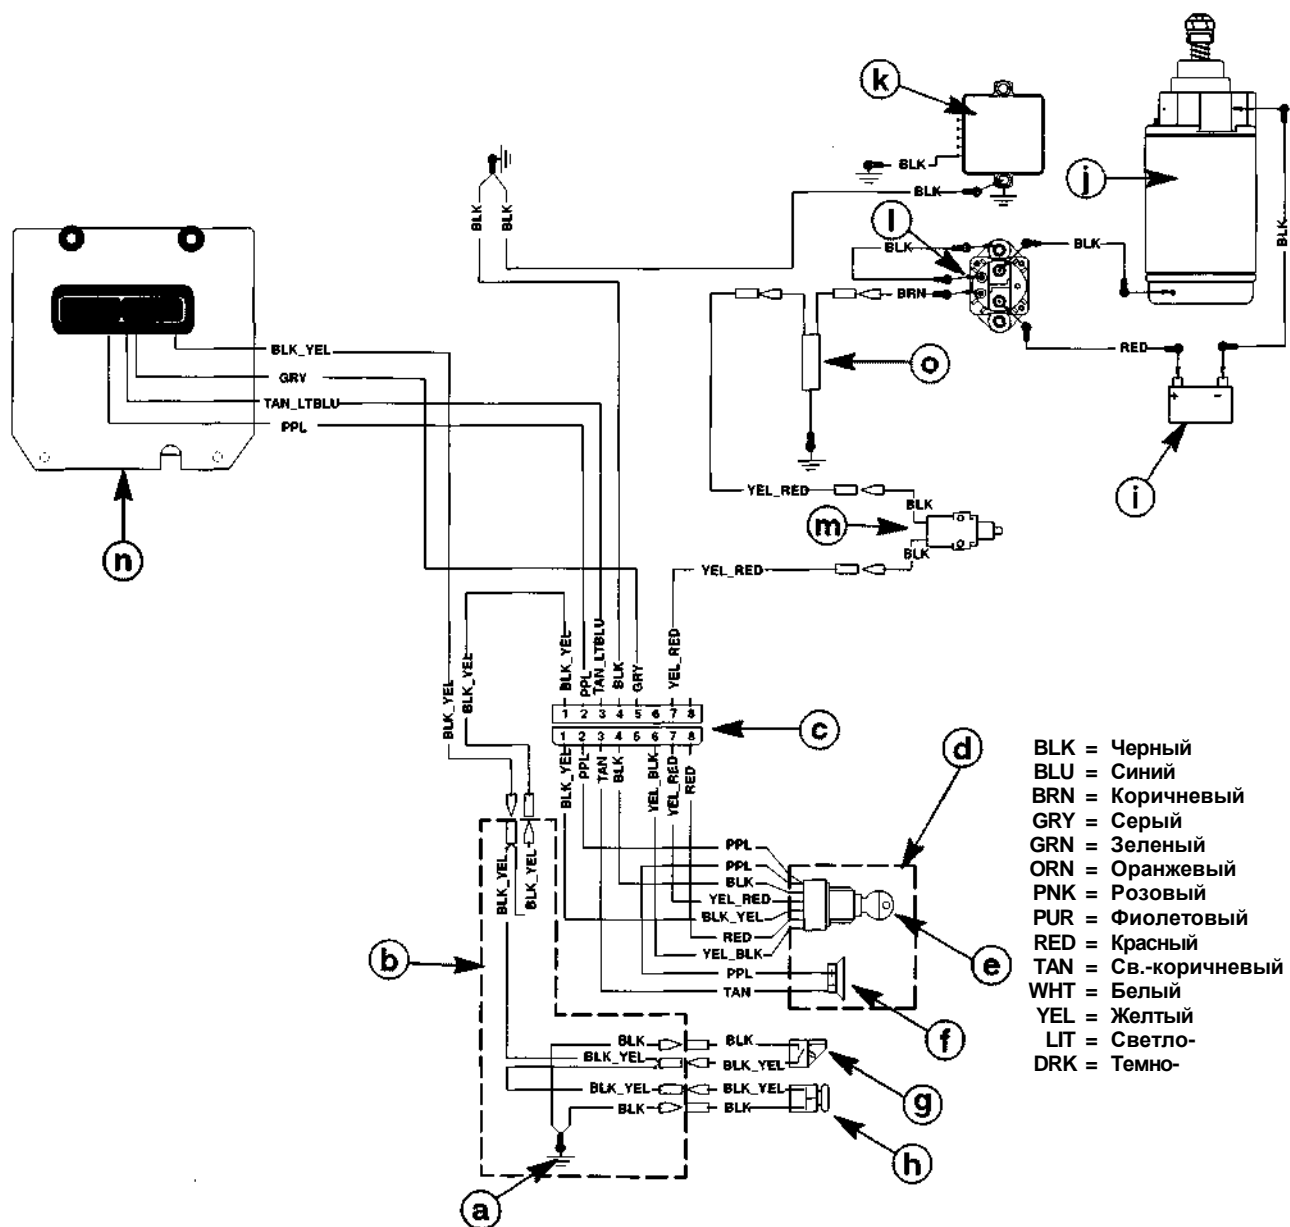 k
j
BLK
BLK
BLK
BLK
BLK
l
BLK
BLK
BLK
BRN
BLK_YEL
GRY
TAN_LTBLU
PPL
RED
o
+ –
i
n
YEL_RED
BLK
m
BLK
YEL_RED
BLK_YEL
BLK_YEL
BLK_YEL
PPL
TAN_LTBLU
BLK
GRY
YEL_RED
1 2 3 4 5 6 7 8
1 2 3 4 5 6 7 8
c
BLK_YEL
PPL
TAN
BLK
YEL_BLK
YEL_RED
RED
d
BLK_YEL
BLK_YEL
PPL
PPL
BLK
YEL_RED
BLK_YEL
RED
YEL_BLK
PPL
TAN
e
b
f
BLK
BLK
BLK_YEL
BLK_YEL
BLK_YEL
BLK_YEL
BLK
BLK
g
h
a
BLK = Черный
BLU = Синий
BRN = Коричневый
GRY = Серый
GRN = Зеленый
ORN = Оранжевый
PNK = Розовый
PUR = Фиолетовый
RED = Красный
TAN = Св.-коричневый
WHT = Белый
YEL = Желтый
LIT = Светло-
DRK = Темно-